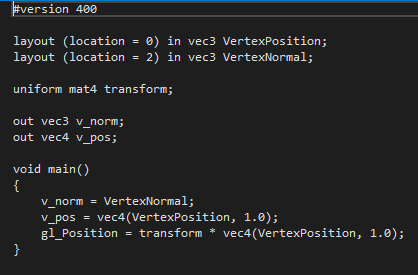 #version 400
layout (location = 0) in vec3 VertexPosition;
layout (location = 2) in vec3 VertexNormal;
uniform mat4 transform;
out vec3 v_norm;
out vec4 v_pos;
void main()
{
    v_norm = VertexNormal;
    v_pos = vec4(VertexPosition, 1.0);
    gl_Position = transform * vec4(VertexPosition, 1.0);
}